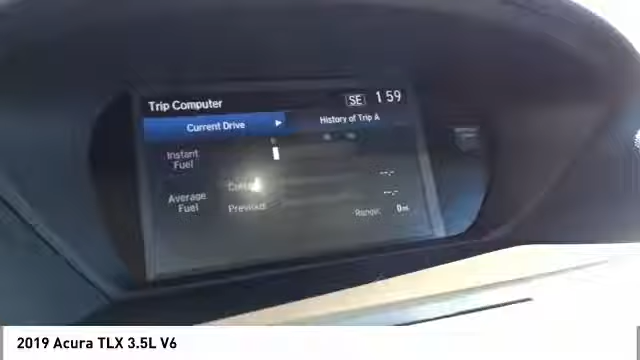 Trip Computer
SE 1 59
Current Drive
History of Trip A
Instant
Fuel
Average
Fuel
--.-
Previous
--.-
Range:
0mi
2019 Acura TLX 3.5L V6